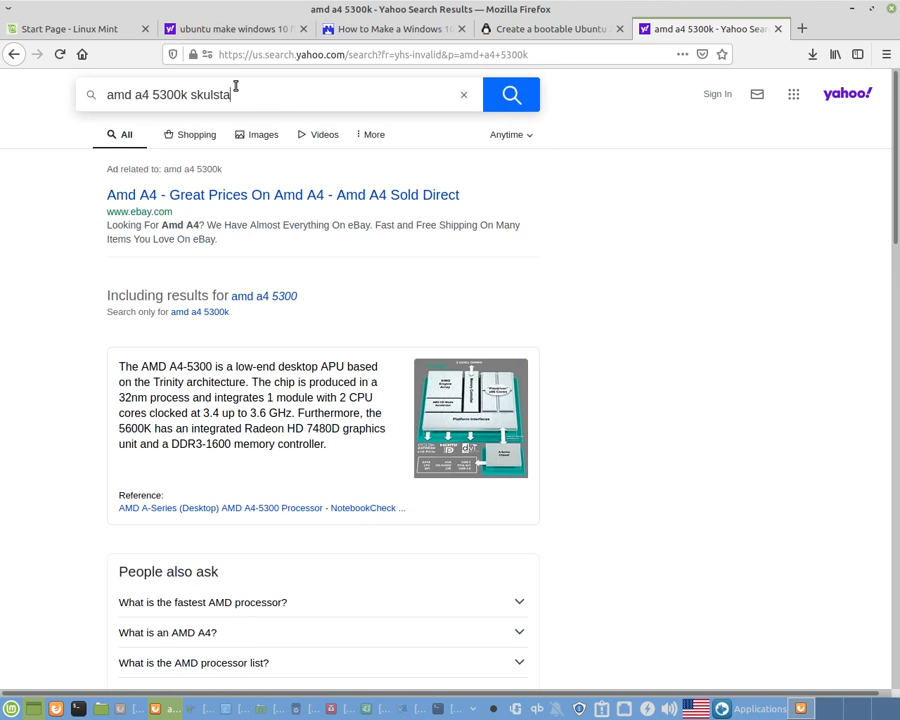 amd a4 5300k - Yahoo Search Results — Mozilla Firefox
Start Page - Linux Mint
ubuntu make windows 10 f
How to Make a Windows 10
Create a bootable Ubuntu
amd a4 5300k - Yahoo Sear
https://us.search.yahoo.com/search?fr=yhs-invalid&p=amd+a4+5300k
amd a4 5300k skulsta
Sign In
yahoo!
All
Shopping
Images
Videos
More
Anytime
Ad related to: amd a4 5300k
Amd A4 - Great Prices On Amd A4 - Amd A4 Sold Direct
www.ebay.com
Looking For Amd A4? We Have Almost Everything On eBay. Fast and Free Shipping On Many
Items You Love On eBay.
Including results for amd a4 5300
Search only for amd a4 5300k
The AMD A4-5300 is a low-end desktop APU based
on the Trinity architecture. The chip is produced in a
32nm process and integrates 1 module with 2 CPU
cores clocked at 3.4 up to 3.6 GHz. Furthermore, the
5600K has an integrated Radeon HD 7480D graphics
unit and a DDR3-1600 memory controller.
Reference:
AMD A-Series (Desktop) AMD A4-5300 Processor - NotebookCheck ...
People also ask
What is the fastest AMD processor?
What is an AMD A4?
What is the AMD processor list?
a...
Applications